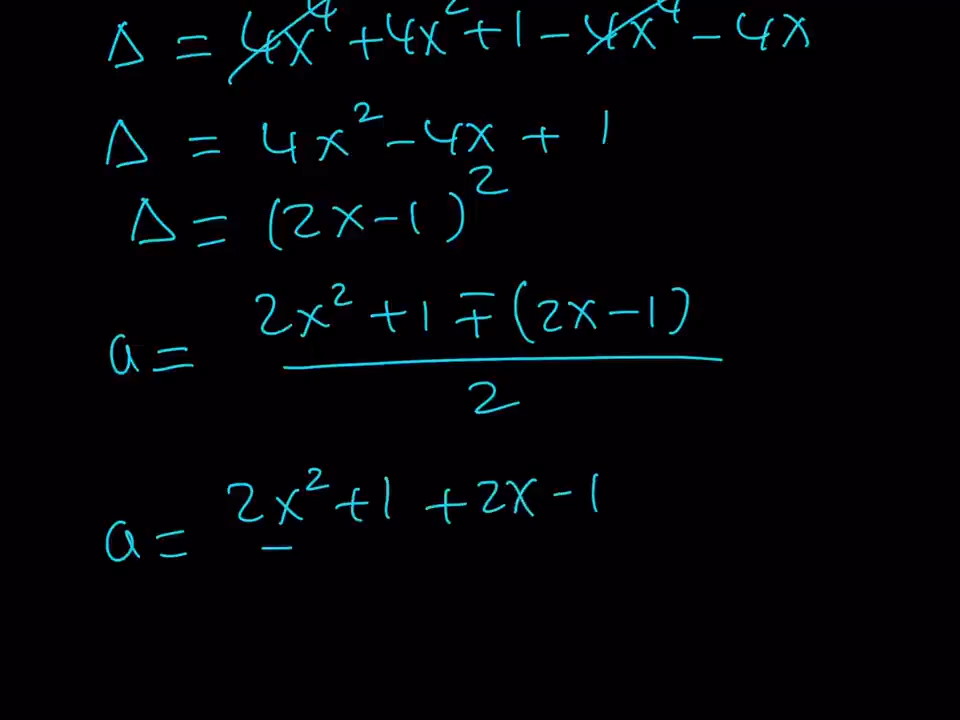 Δ = 4x⁴ + 4x² + 1 − 4x⁴ − 4x
Δ = 4x² − 4x + 1
Δ = (2x − 1)²
a = (2x² + 1 ∓ (2x − 1)) / 2
a = 2x² + 1 + 2x − 1